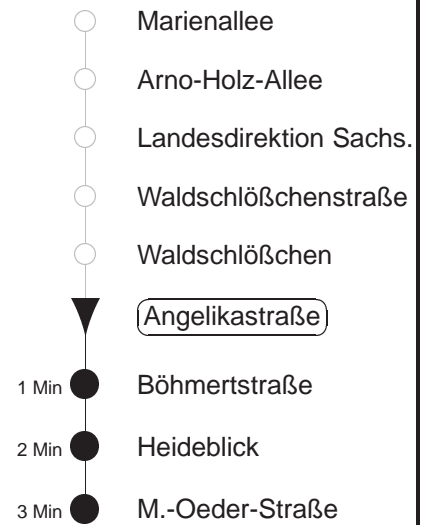 Marienallee
Arno-Holz-Allee
Landesdirektion Sachs.
Waldschlößchenstraße
Waldschlößchen
Angelikastraße
1 Min Böhmertstraße
2 Min Heideblick
3 Min M.-Oeder-Straße